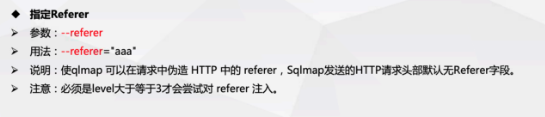 ◆ 指定Referer
➢ 参数：--referer
➢ 用法：--referer="aaa"
➢ 说明：使qlmap 可以在请求中伪造 HTTP 中的 referer，Sqlmap发送的HTTP请求头部默认无Referer字段。
➢ 注意：必须是level大于等于3才会尝试对 referer 注入。